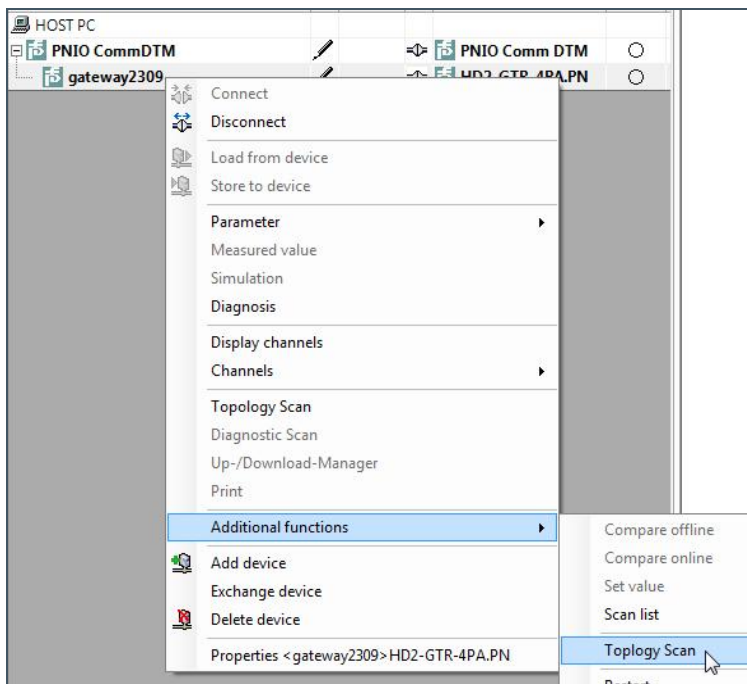 HOST PC
PNIO CommDTM PNIO Comm DTM
gateway2309 HD2-GTR-4PA.PN
Connect
Disconnect
Load from device
Store to device
Parameter
Measured value
Simulation
Diagnosis
Display channels
Channels
Topology Scan
Diagnostic Scan
Up-/Download-Manager
Print
Additional functions
Compare offline
Add device
Compare online
Exchange device
Set value
Delete device
Scan list
Properties <gateway2309>HD2-GTR-4PA.PN
Toplogy Scan